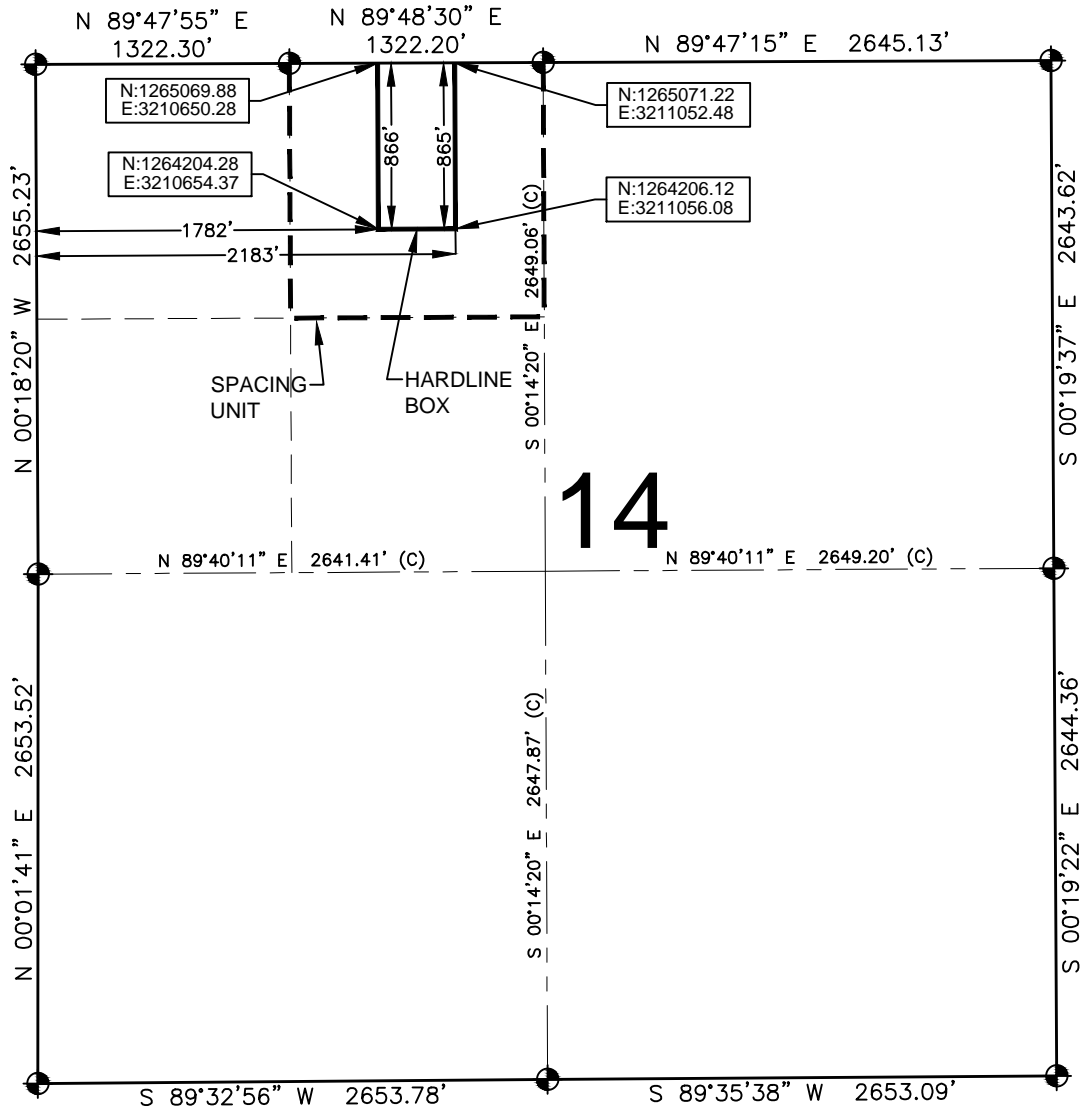 N 89°47'55" E
1322.30'
N 89°48'30" E
1322.20'
N 89°47'15" E 2645.13'
N:1265069.88
E:3210650.28
N:1265071.22
E:3211052.48
866'
865'
N:1264204.28
E:3210654.37
N:1264206.12
E:3211056.08
1782'
2183'
N 00°18'20" W 2655.23'
S 00°14'20" E 2649.06' (C)
S 00°19'37" E 2643.62'
SPACING
UNIT
HARDLINE
BOX
14
N 89°40'11" E 2641.41' (C)
N 89°40'11" E 2649.20' (C)
N 00°01'41" E 2653.52'
S 00°14'20" E 2647.87' (C)
S 00°19'22" E 2644.36'
S 89°32'56" W 2653.78'
S 89°35'38" W 2653.09'